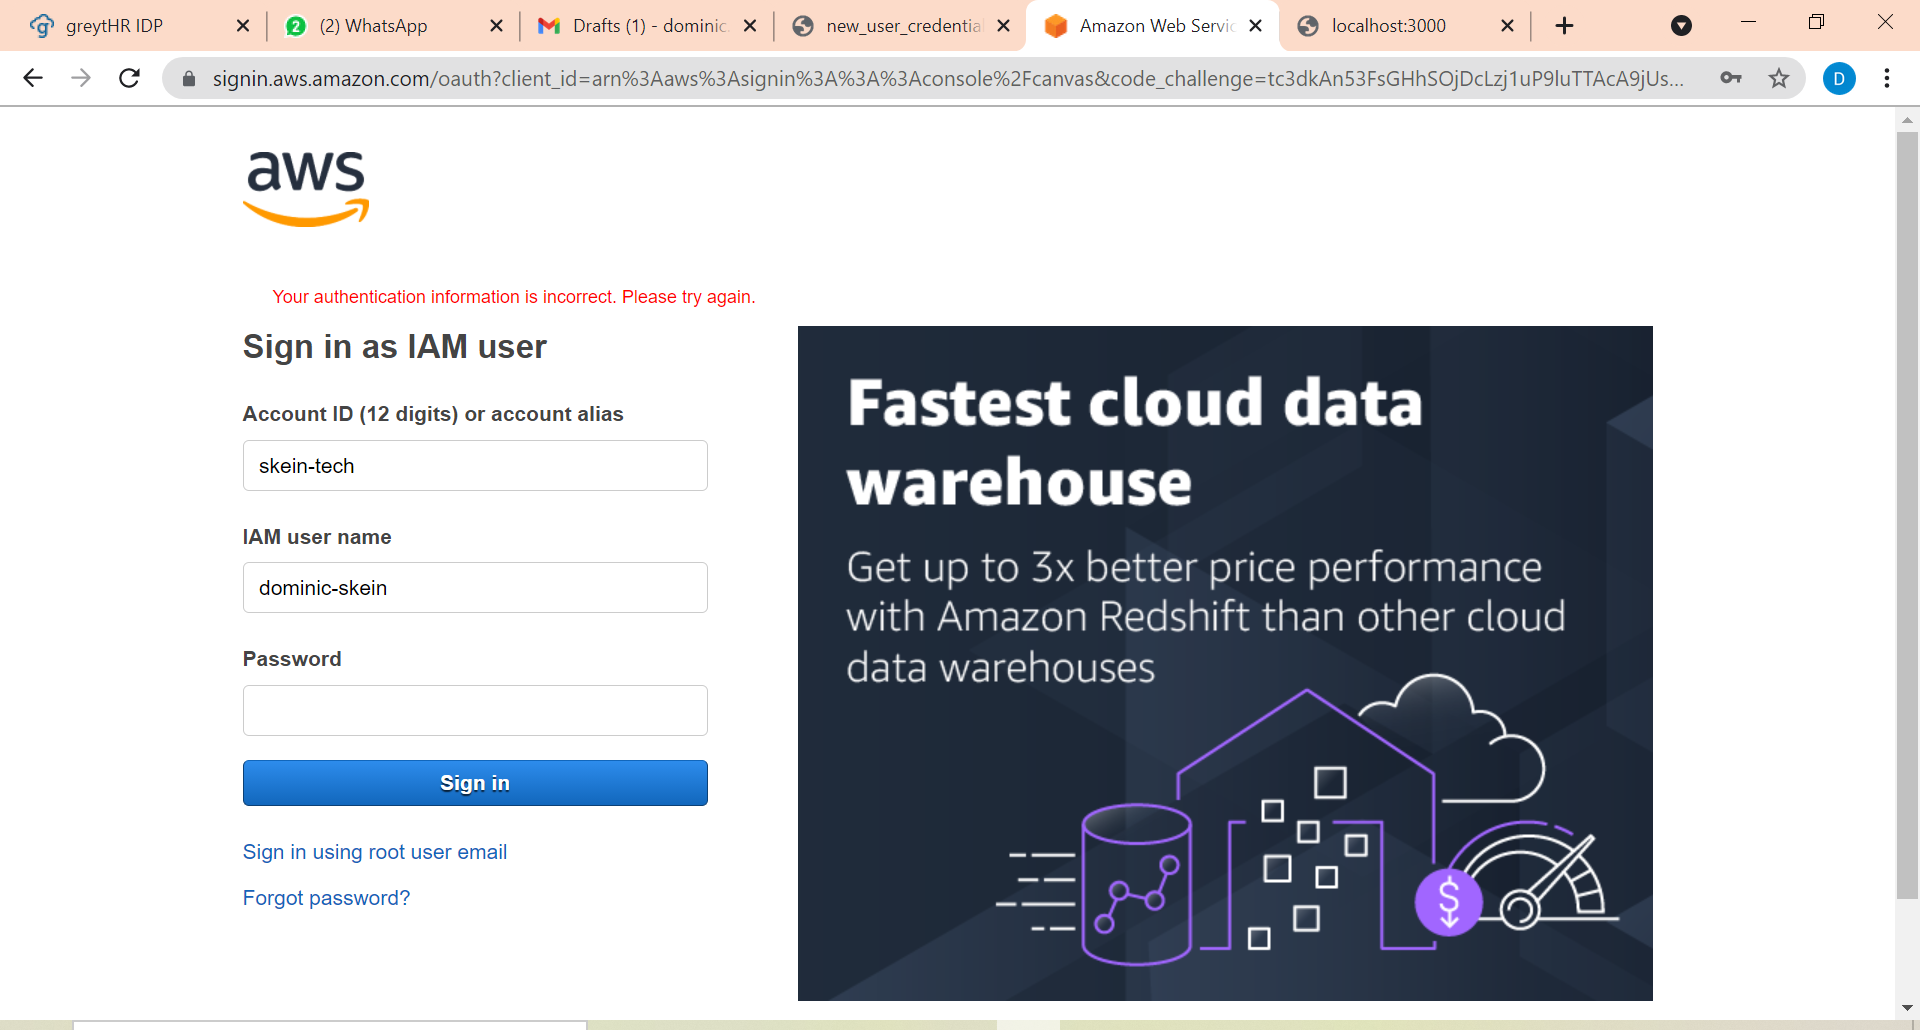 greytHR IDP
(2) WhatsApp
Drafts (1) - dominic.
new_user_credentia
Amazon Web Servic
localhost:3000
signin.aws.amazon.com/oauth?client_id=arn%3Aaws%3Asignin%3A%3A%3Aconsole%2Fcanvas&code_challenge=tc3dkAn53FsGHhSOjDcLzj1uP9luTTAcA9jUs...
D
aws
Your authentication information is incorrect. Please try again.
Sign in as IAM user
Account ID (12 digits) or account alias
skein-tech
IAM user name
dominic-skein
Password
Sign in
Sign in using root user email
Forgot password?
Fastest cloud data
warehouse
Get up to 3x better price performance
with Amazon Redshift than other cloud
data warehouses
$